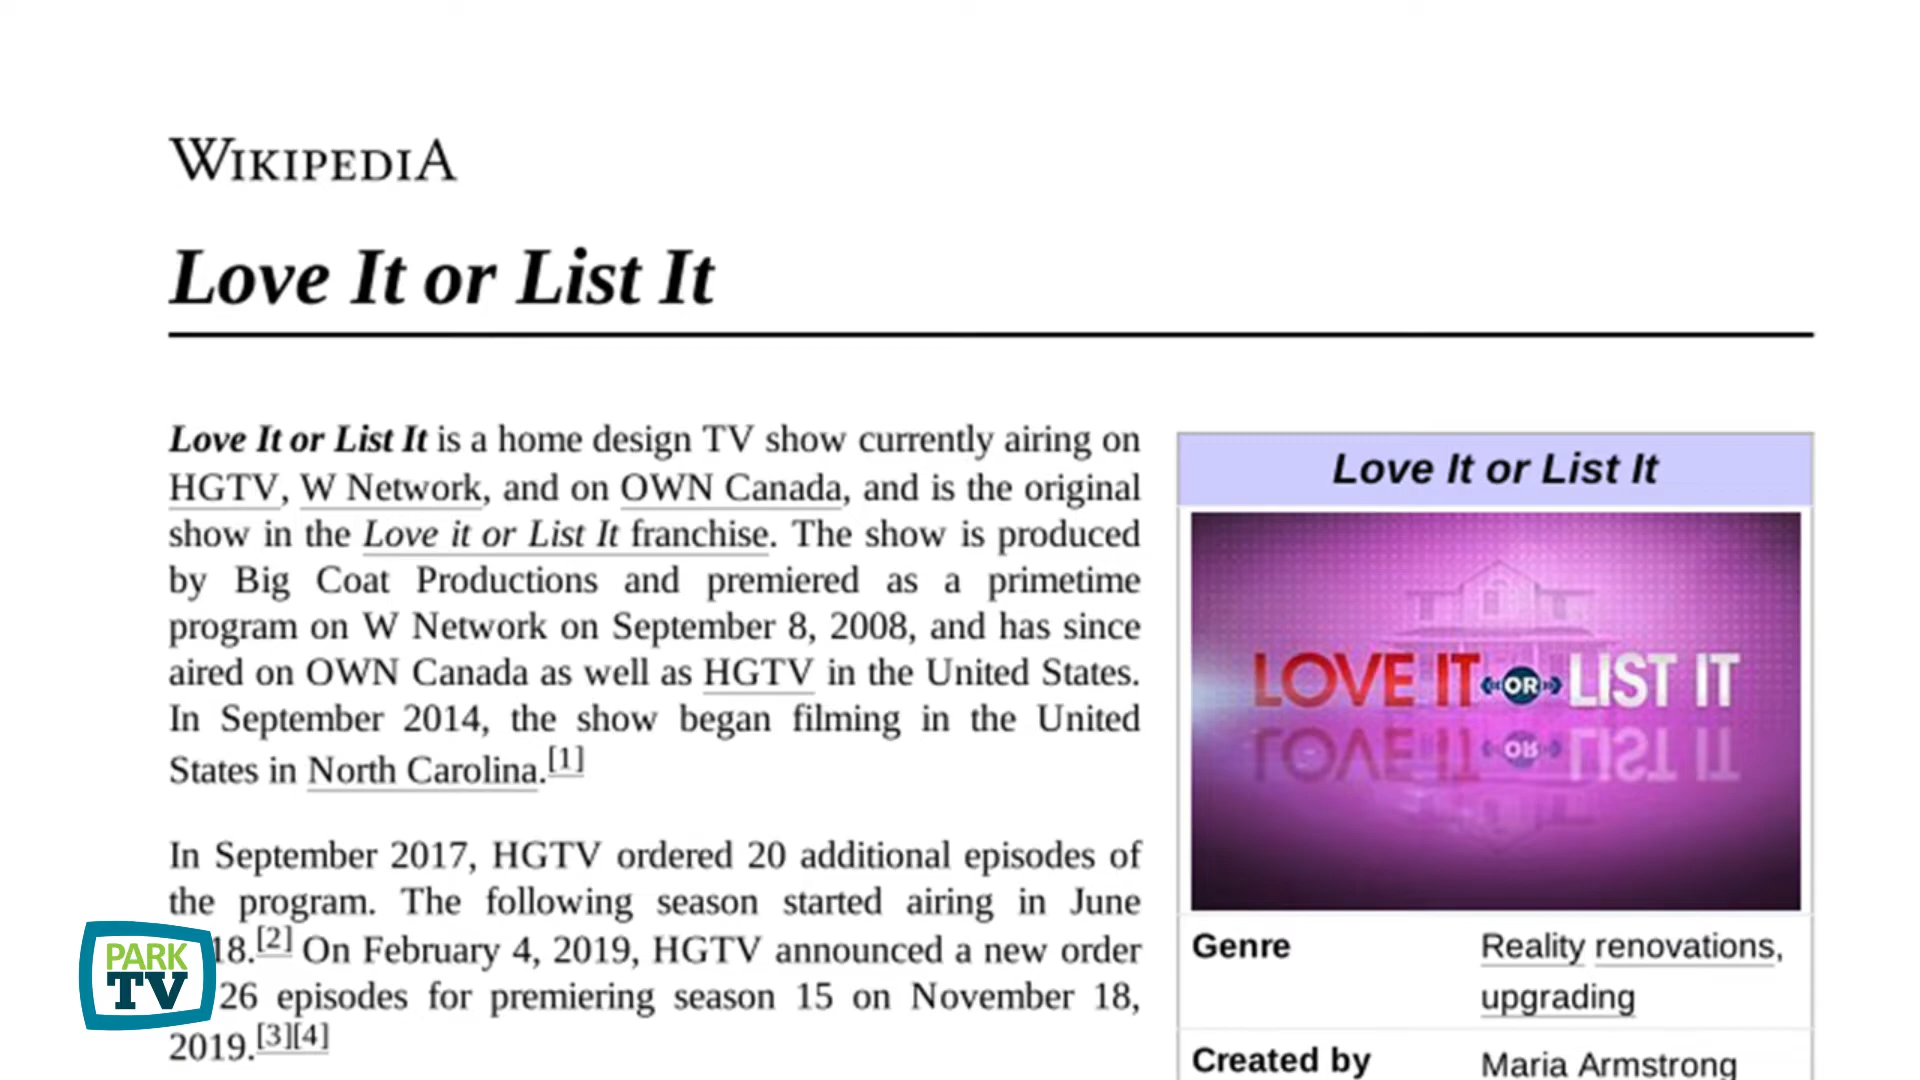 WIKIPEDIA
Love It or List It
Love It or List It is a home design TV show currently airing on
HGTV, W Network, and on OWN Canada, and is the original
show in the Love it or List It franchise. The show is produced
by Big Coat Productions and premiered as a primetime
program on W Network on September 8, 2008, and has since
aired on OWN Canada as well as HGTV in the United States.
In September 2014, the show began filming in the United
States in North Carolina.[1]
In September 2017, HGTV ordered 20 additional episodes of
the program. The following season started airing in June
18.[2] On February 4, 2019, HGTV announced a new order
26 episodes for premiering season 15 on November 18,
2019.[3][4]
Love It or List It
LOVE IT OR LIST IT
LOVE IT OR LIST IT
Genre Reality renovations,
upgrading
Created by Maria Armstrong
PARK
TV